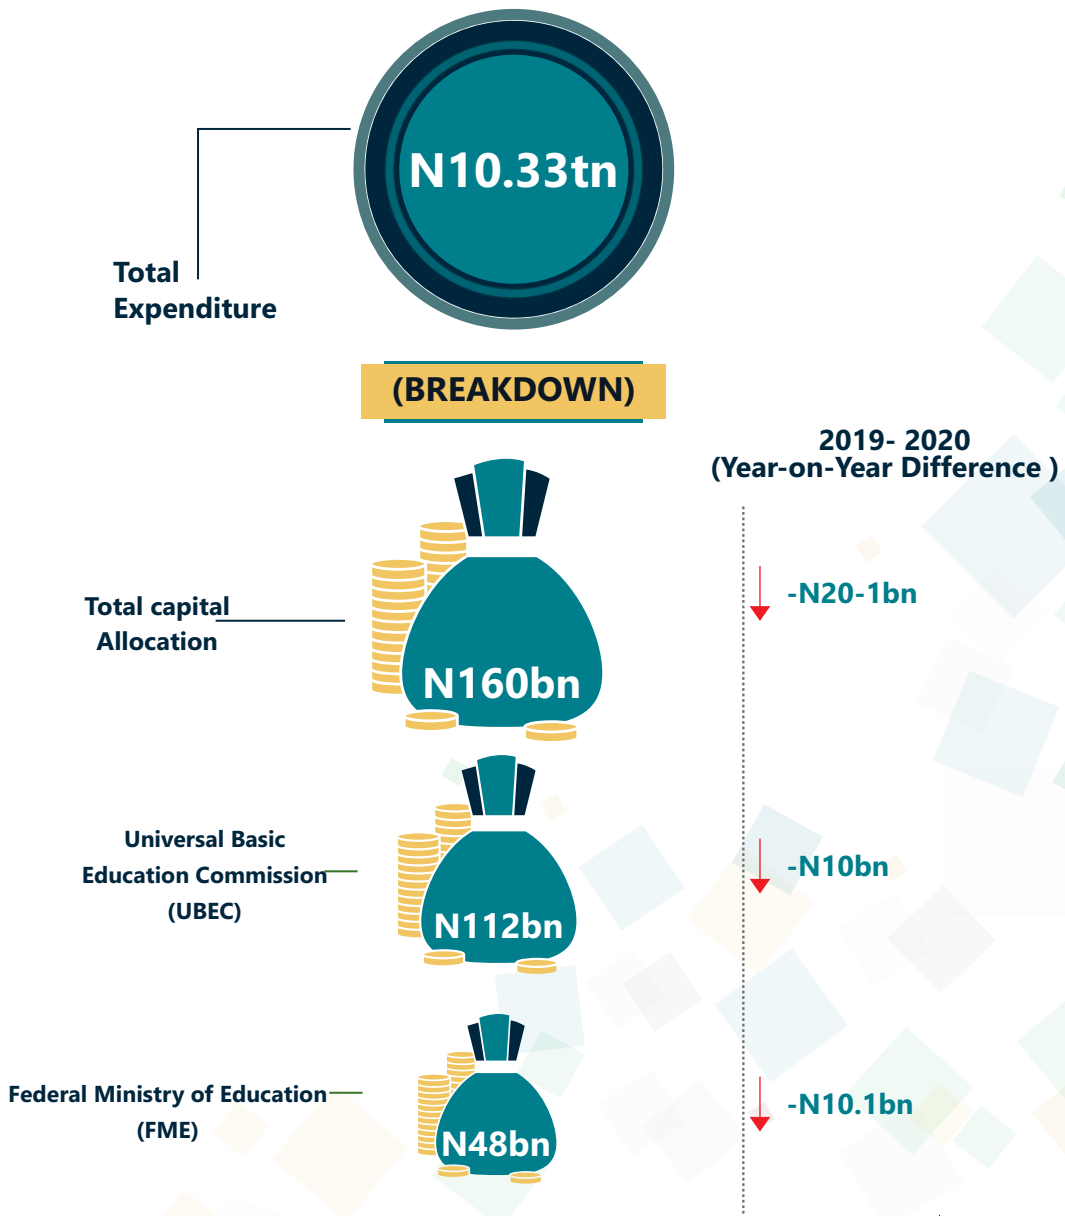 N10.33tn
Total
Expenditure
(BREAKDOWN)
2019- 2020
(Year-on-Year Difference )
Total capital
Allocation
N160bn
-N20-1bn
Universal Basic
Education Commission
(UBEC)
N112bn
-N10bn
Federal Ministry of Education
(FME)
N48bn
-N10.1bn